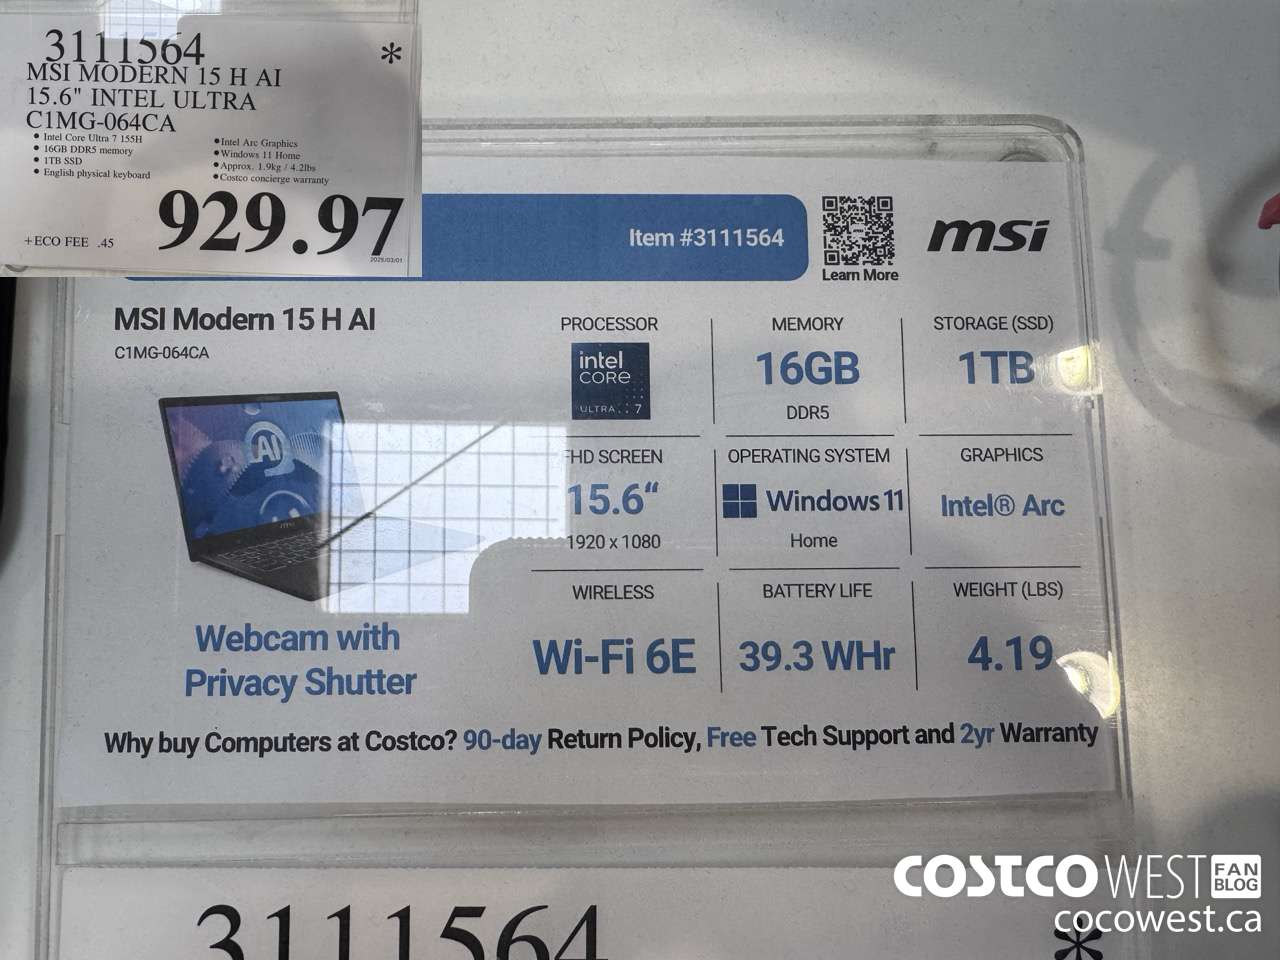 3111564 *
MSI MODERN 15 H AI
15.6" INTEL ULTRA
C1MG-064CA
• Intel Core Ultra 7 155H
• 16GB DDR5 memory
• 1TB SSD
• English physical keyboard
• Intel Arc Graphics
• Windows 11 Home
• Approx. 1.9kg / 4.2lbs
• Costco concierge warranty
+ECO FEE .45
929.97
2025/03/01
Item #3111564
Learn More
msi
MSI Modern 15 H AI
C1MG-064CA
AI
msi
Webcam with
Privacy Shutter
PROCESSOR
intel
CORE
ULTRA 7
MEMORY
16GB
DDR5
STORAGE (SSD)
1TB
FHD SCREEN
15.6“
1920 x 1080
OPERATING SYSTEM
Windows 11
Home
GRAPHICS
Intel® Arc
WIRELESS
Wi-Fi 6E
BATTERY LIFE
39.3 WHr
WEIGHT (LBS)
4.19
Why buy Computers at Costco? 90-day Return Policy, Free Tech Support and 2yr Warranty
3111564 *
COSTCO WEST FAN BLOG
cocowest.ca